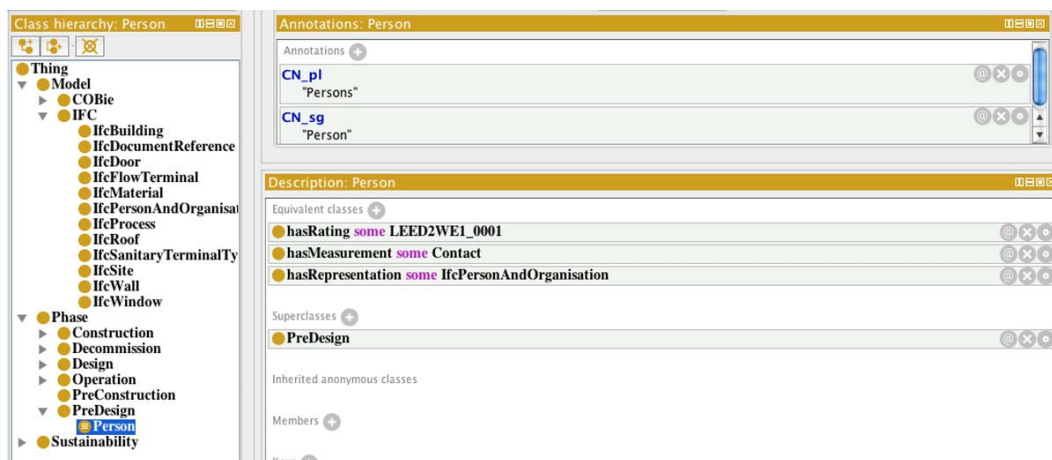 Class hierarchy: Person
Thing
Model
COBie
IFC
IfcBuilding
IfcDocumentReference
IfcDoor
IfcFlowTerminal
IfcMaterial
IfcPersonAndOrganisat
IfcProcess
IfcRoof
IfcSanitaryTerminalTy
IfcSite
IfcWall
IfcWindow
Phase
Construction
Decommission
Design
Operation
PreConstruction
PreDesign
Person
Sustainability
Annotations: Person
Annotations
CN_pl
"Persons"
CN_sg
"Person"
Description: Person
Equivalent classes
hasRating some LEED2WE1_0001
hasMeasurement some Contact
hasRepresentation some IfcPersonAndOrganisation
Superclasses
PreDesign
Inherited anonymous classes
Members